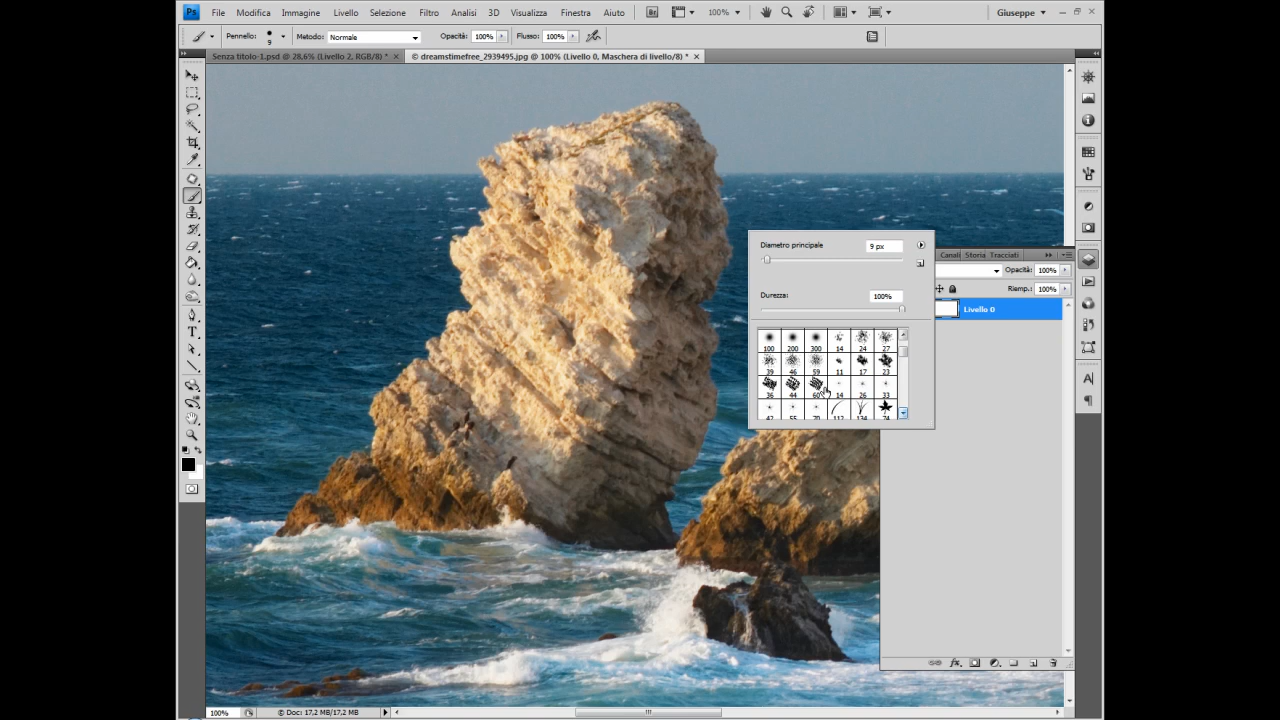 Ps File Modifica Immagine Livello Selezione Filtro Analisi 3D Visualizza Finestra Aiuto Br 100% Giuseppe
Pennello: 9 Metodo: Normale Opacità: 100% Flusso: 100%
Senza titolo-1.psd @ 28,6% (Livello 2, RGB/8) * × © dreamstimefree_2939495.jpg @ 100% (Livello 0, Maschera di livello/8) * ×
Diametro principale 9 px
Canali Storia Tracciati
Opacità: 100%
Durezza: 100%
Riemp.: 100%
Livello 0
100 200 300 14 24 27
39 46 59 11 17 23
36 44 60 14 26 33
42 55 70 112 134 74
T
A
100% © Doc: 17,2 MB/17,2 MB